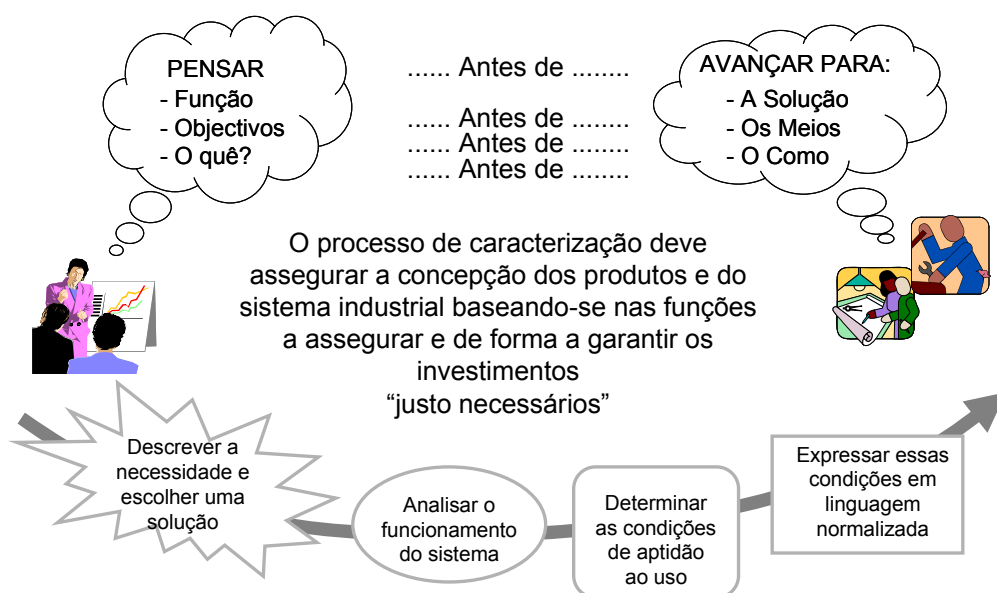 PENSAR
- Função
- Objectivos
- O quê?
...... Antes de ........
...... Antes de ........
...... Antes de ........
...... Antes de ........
AVANÇAR PARA:
- A Solução
- Os Meios
- O Como
O processo de caracterização deve
assegurar a concepção dos produtos e do
sistema industrial baseando-se nas funções
a assegurar e de forma a garantir os
investimentos
“justo necessários”
Descrever a
necessidade e
escolher uma
solução
Analisar o
funcionamento
do sistema
Determinar
as condições
de aptidão
ao uso
Expressar essas
condições em
linguagem
normalizada